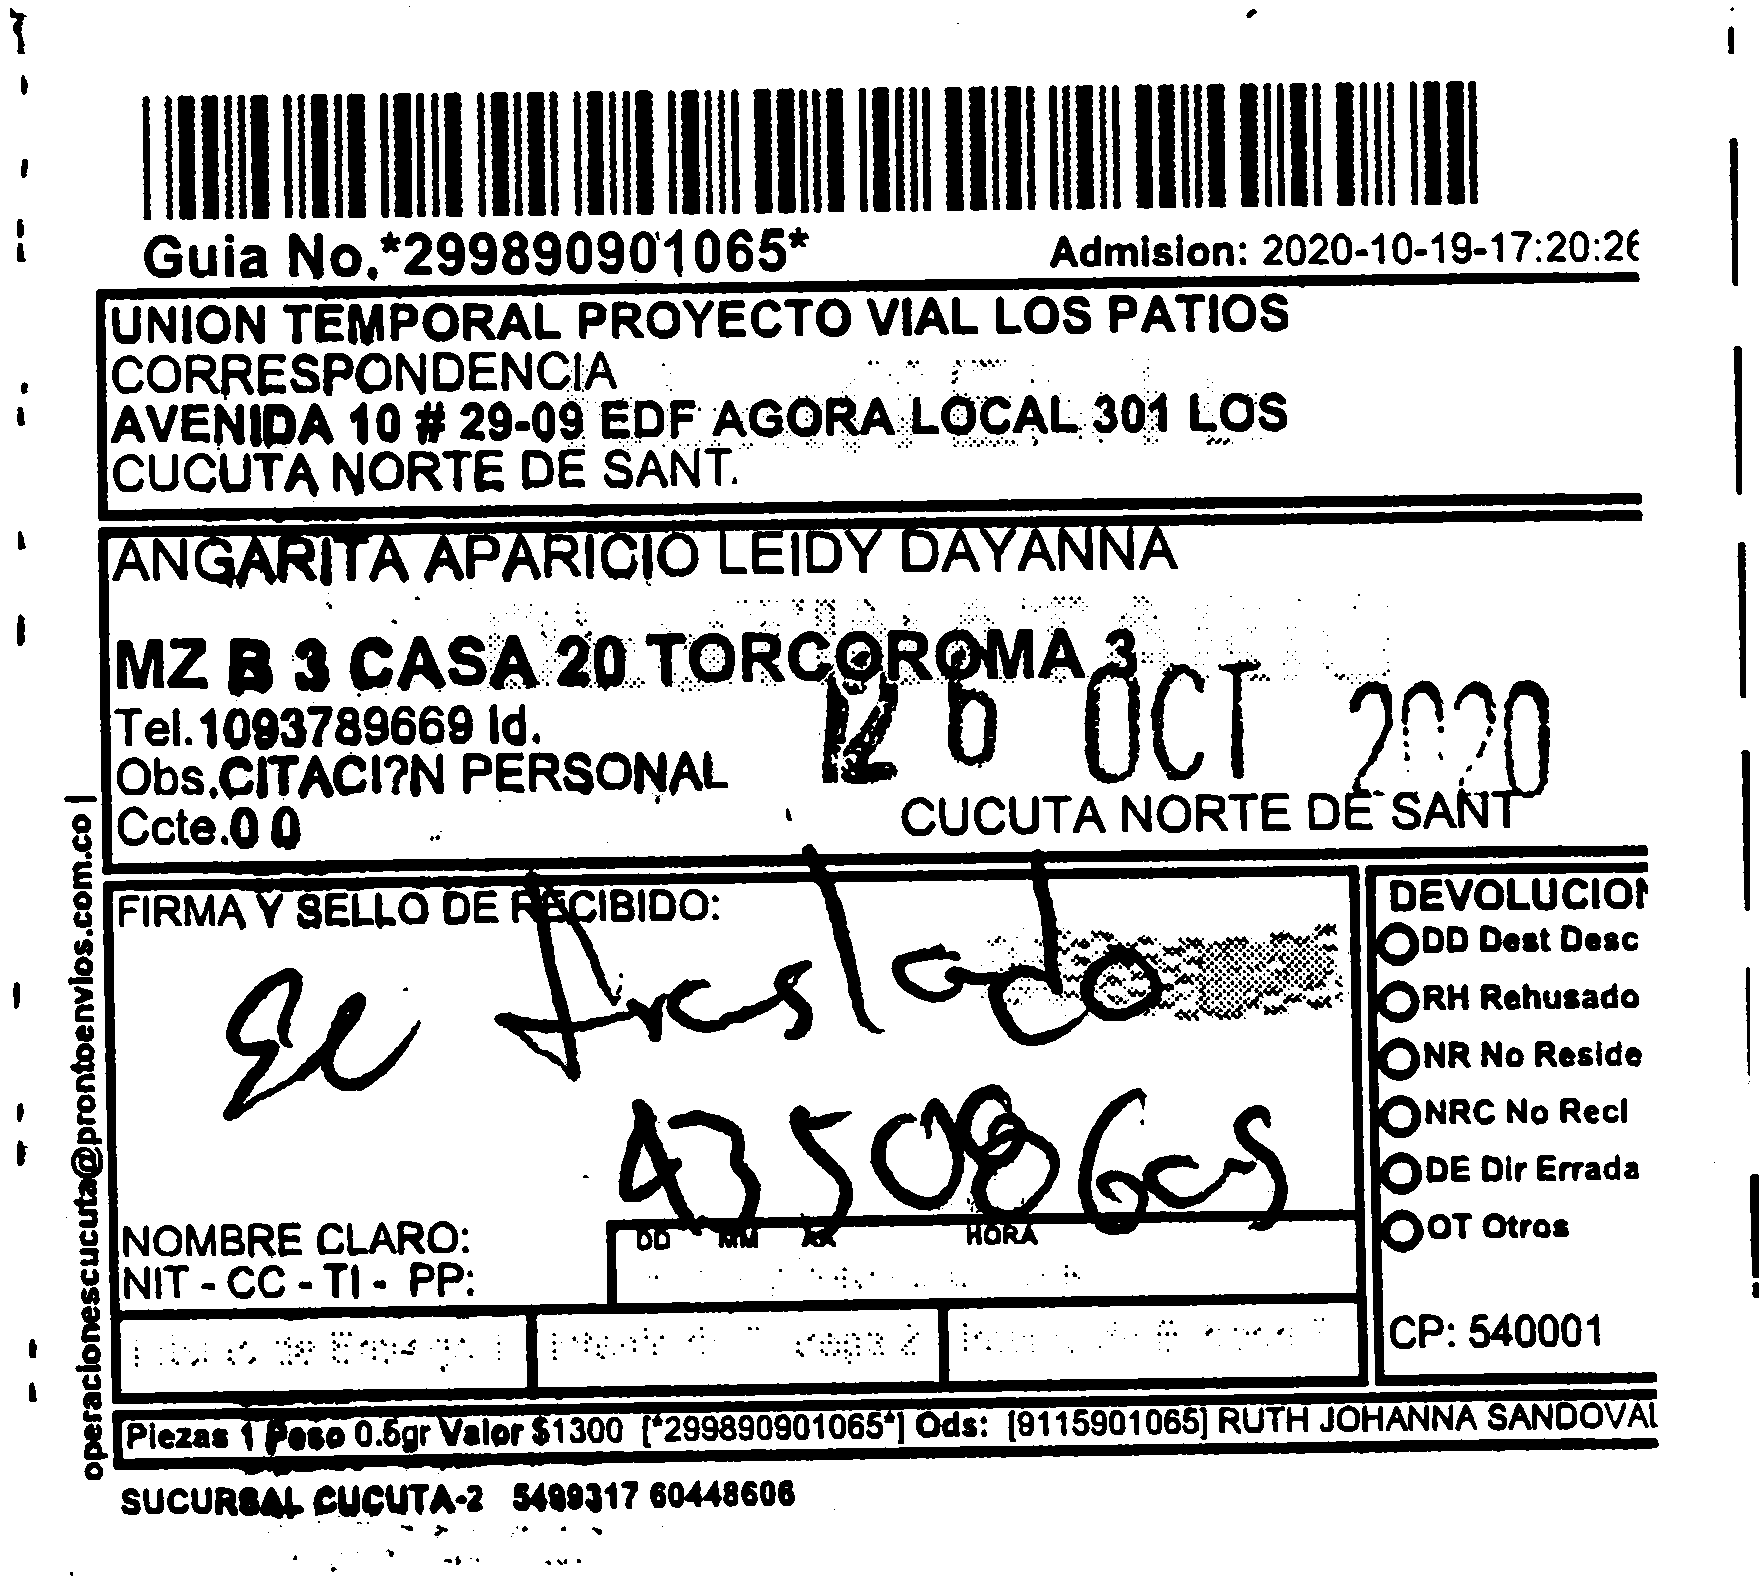 Guia No.*299890901065*
Admision: 2020-10-19-17:20:26
UNION TEMPORAL PROYECTO VIAL LOS PATIOS
CORRESPONDENCIA
AVENIDA 10 # 29-09 EDF AGORA LOCAL 301 LOS
CUCUTA NORTE DE SANT.
ANGARITA APARICIO LEIDY DAYANNA
MZ B 3 CASA 20 TORCOROMA 3
26 OCT 2020
Tel.1093789669 Id.
Obs.CITACI?N PERSONAL
Ccte.0 0
CUCUTA NORTE DE SANT
operacionescucuta@prontoenvios.com.co |
FIRMA Y SELLO DE RECIBIDO:
traslado
NOMBRE CLARO:
NIT - CC - TI - PP:
DD MM AA HORA
DEVOLUCION
DD Dest Desc
RH Rehusado
NR No Reside
NRC No Recl
DE Dir Errada
OT Otros
CP: 540001
Piezas 1 Peso 0.5gr Valor $1300 [*299890901065*] Ods: [9115901065] RUTH JOHANNA SANDOVAL
SUCURSAL CUCUTA-2 5499317 60448606